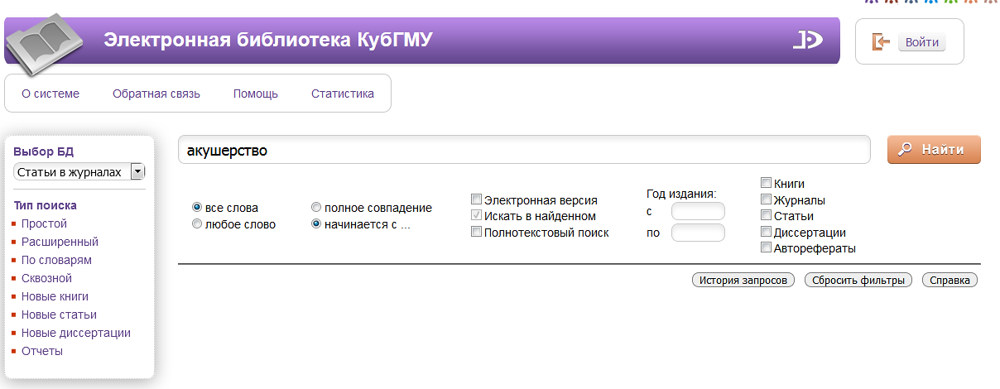 Электронная библиотека КубГМУ
Войти
О системе Обратная связь Помощь Статистика
Выбор БД
Статьи в журналах
Тип поиска
Простой
Расширенный
По словарям
Сквозной
Новые книги
Новые статьи
Новые диссертации
Отчеты
акушерство
Найти
все слова
любое слово
полное совпадение
начинается с ...
Электронная версия
Искать в найденном
Полнотекстовый поиск
Год издания:
с
по
Книги
Журналы
Статьи
Диссертации
Авторефераты
История запросов Сбросить фильтры Справка